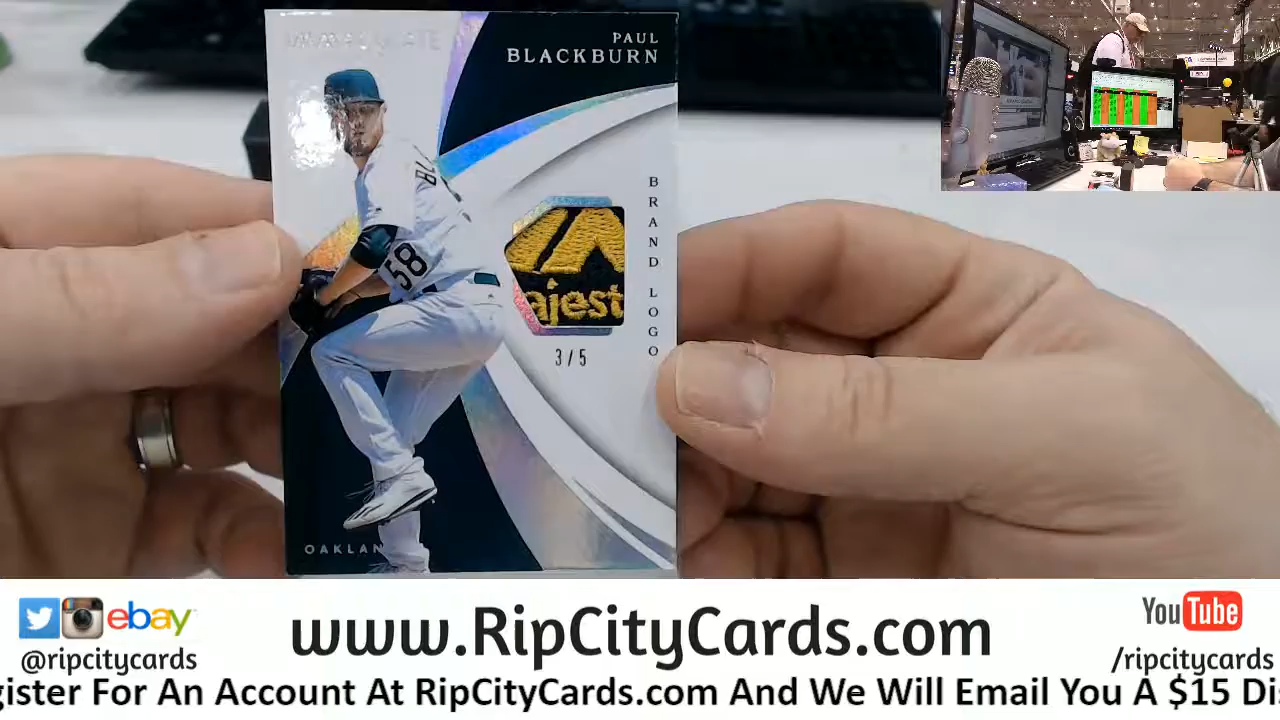 IMMACULATE
PAUL
BLACKBURN
BRAND LOGO
58
ajest
3/5
OAKLAN
ebay
@ripcitycards
www.RipCityCards.com
YouTube
/ripcitycards
gister For An Account At RipCityCards.com And We Will Email You A $15 Dis